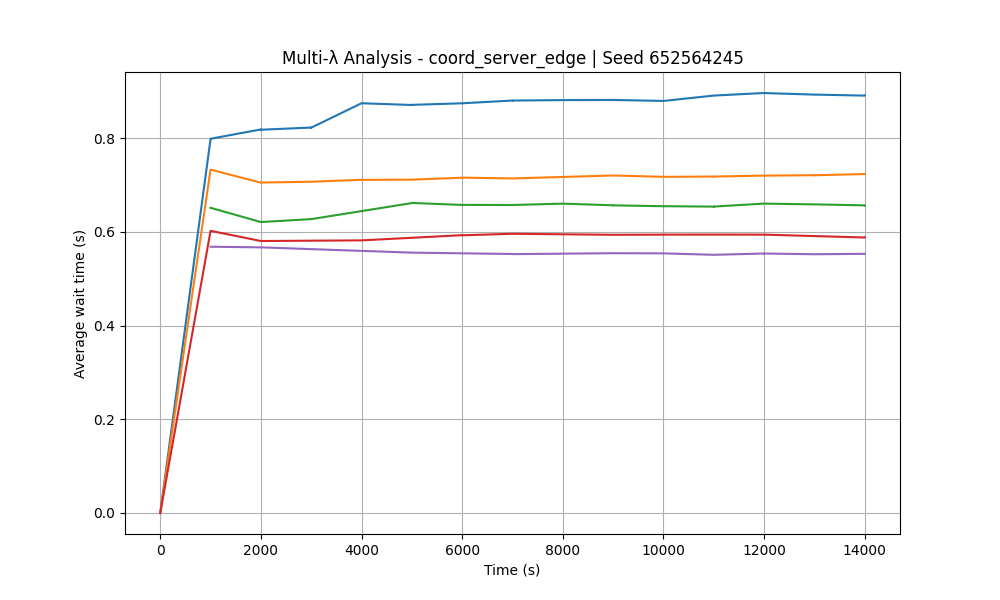 Multi-λ Analysis - coord_server_edge | Seed 652564245
Average wait time (s)
0.8
0.6
0.4
0.2
0.0
0 2000 4000 6000 8000 10000 12000 14000
Time (s)